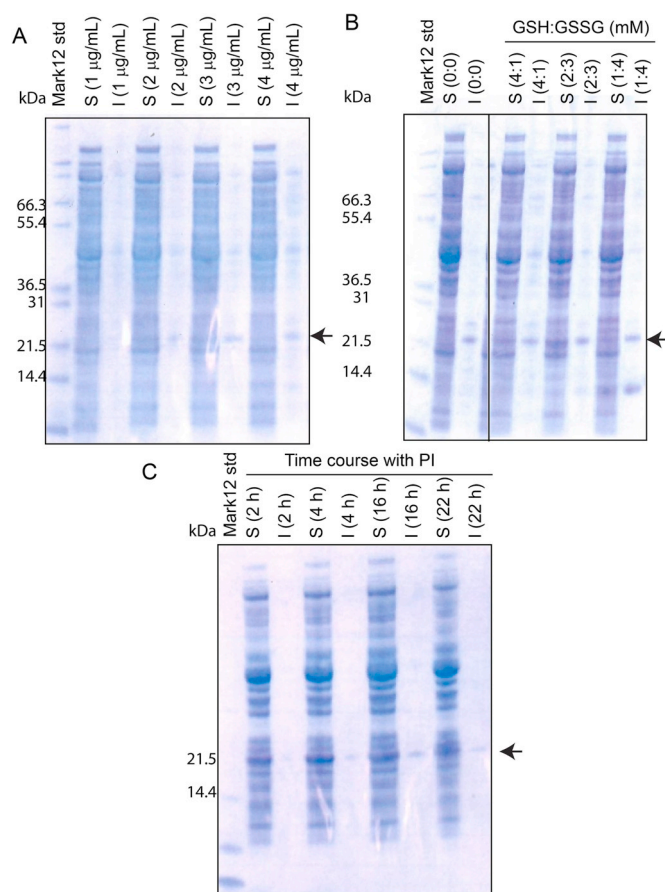 A
kDa
Mark12 std
S (1 µg/mL)
I (1 µg/mL)
S (2 µg/mL)
I (2 µg/mL)
S (3 µg/mL)
I (3 µg/mL)
S (4 µg/mL)
I (4 µg/mL)
66.3
55.4
36.5
31
21.5
14.4
B
GSH:GSSG (mM)
kDa
Mark12 std
S (0:0)
I (0:0)
S (4:1)
I (4:1)
S (2:3)
I (2:3)
S (1:4)
I (1:4)
66.3
55.4
36.5
31
21.5
14.4
C
Time course with PI
kDa
Mark12 std
S (2 h)
I (2 h)
S (4 h)
I (4 h)
S (16 h)
I (16 h)
S (22 h)
I (22 h)
21.5
14.4